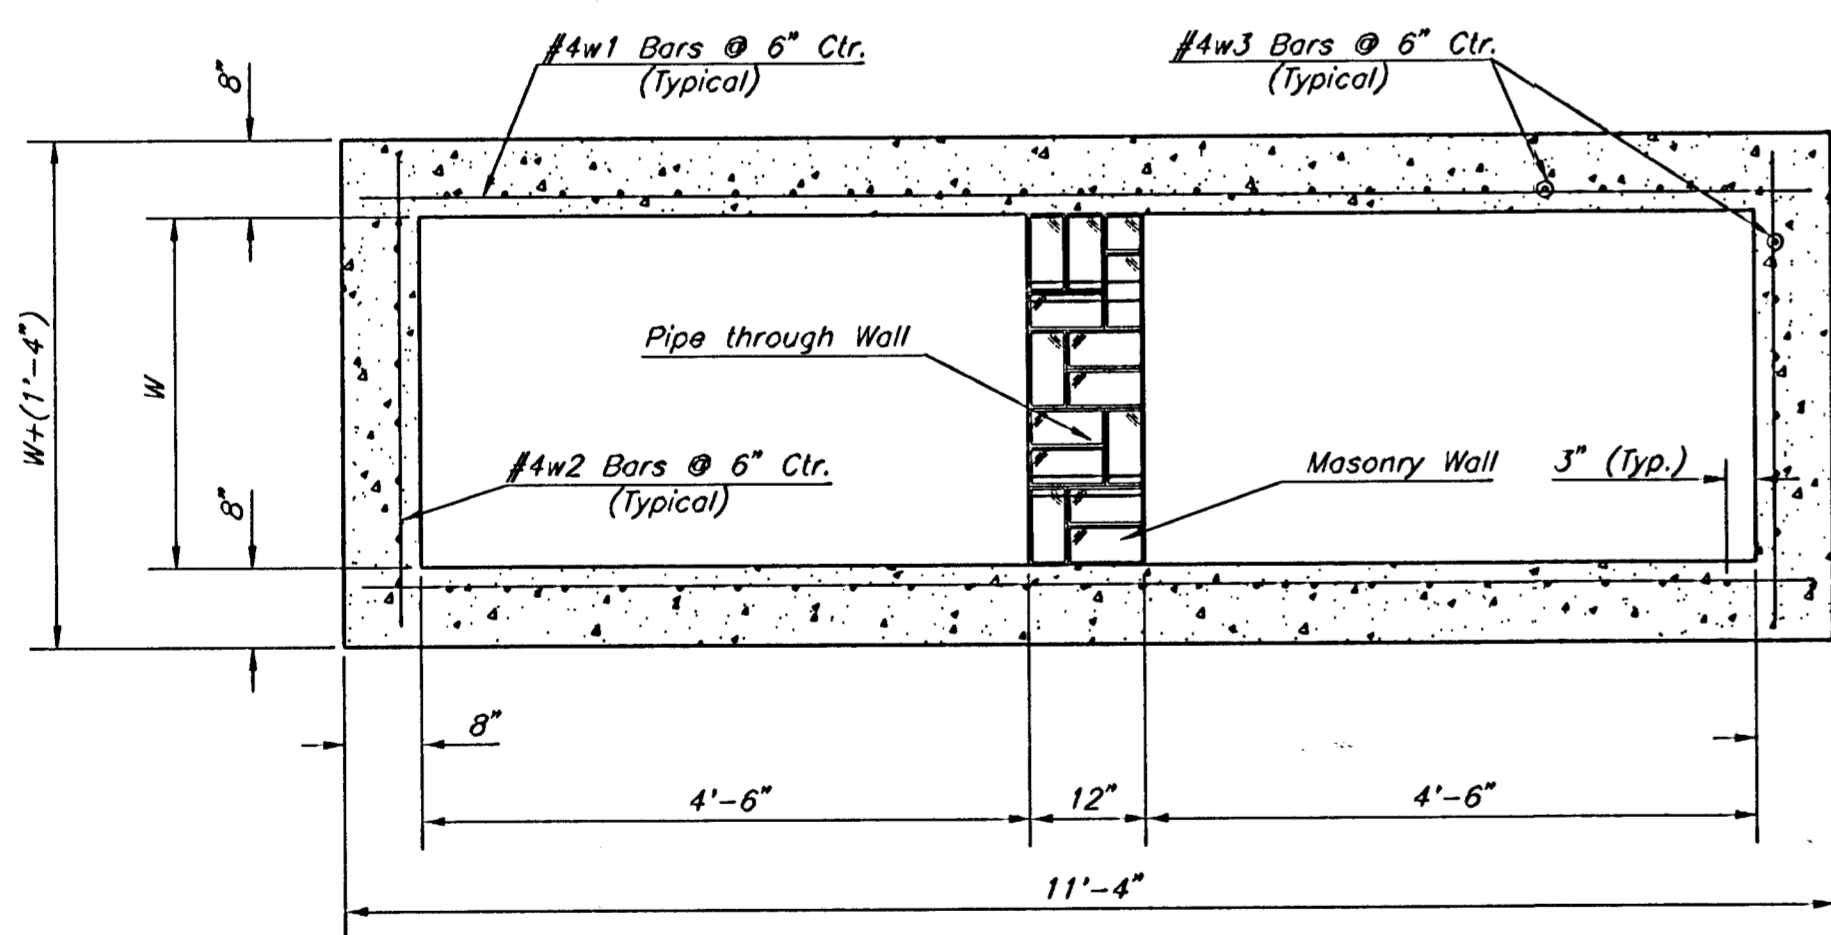 #4w1 Bars @ 6" Ctr.
(Typical)
#4w3 Bars @ 6" Ctr.
(Typical)
8"
W+(1'-4")
W
Pipe through Wall
#4w2 Bars @ 6" Ctr.
(Typical)
Masonry Wall
3" (Typ.)
8"
8"
4'-6"
12"
4'-6"
11'-4"